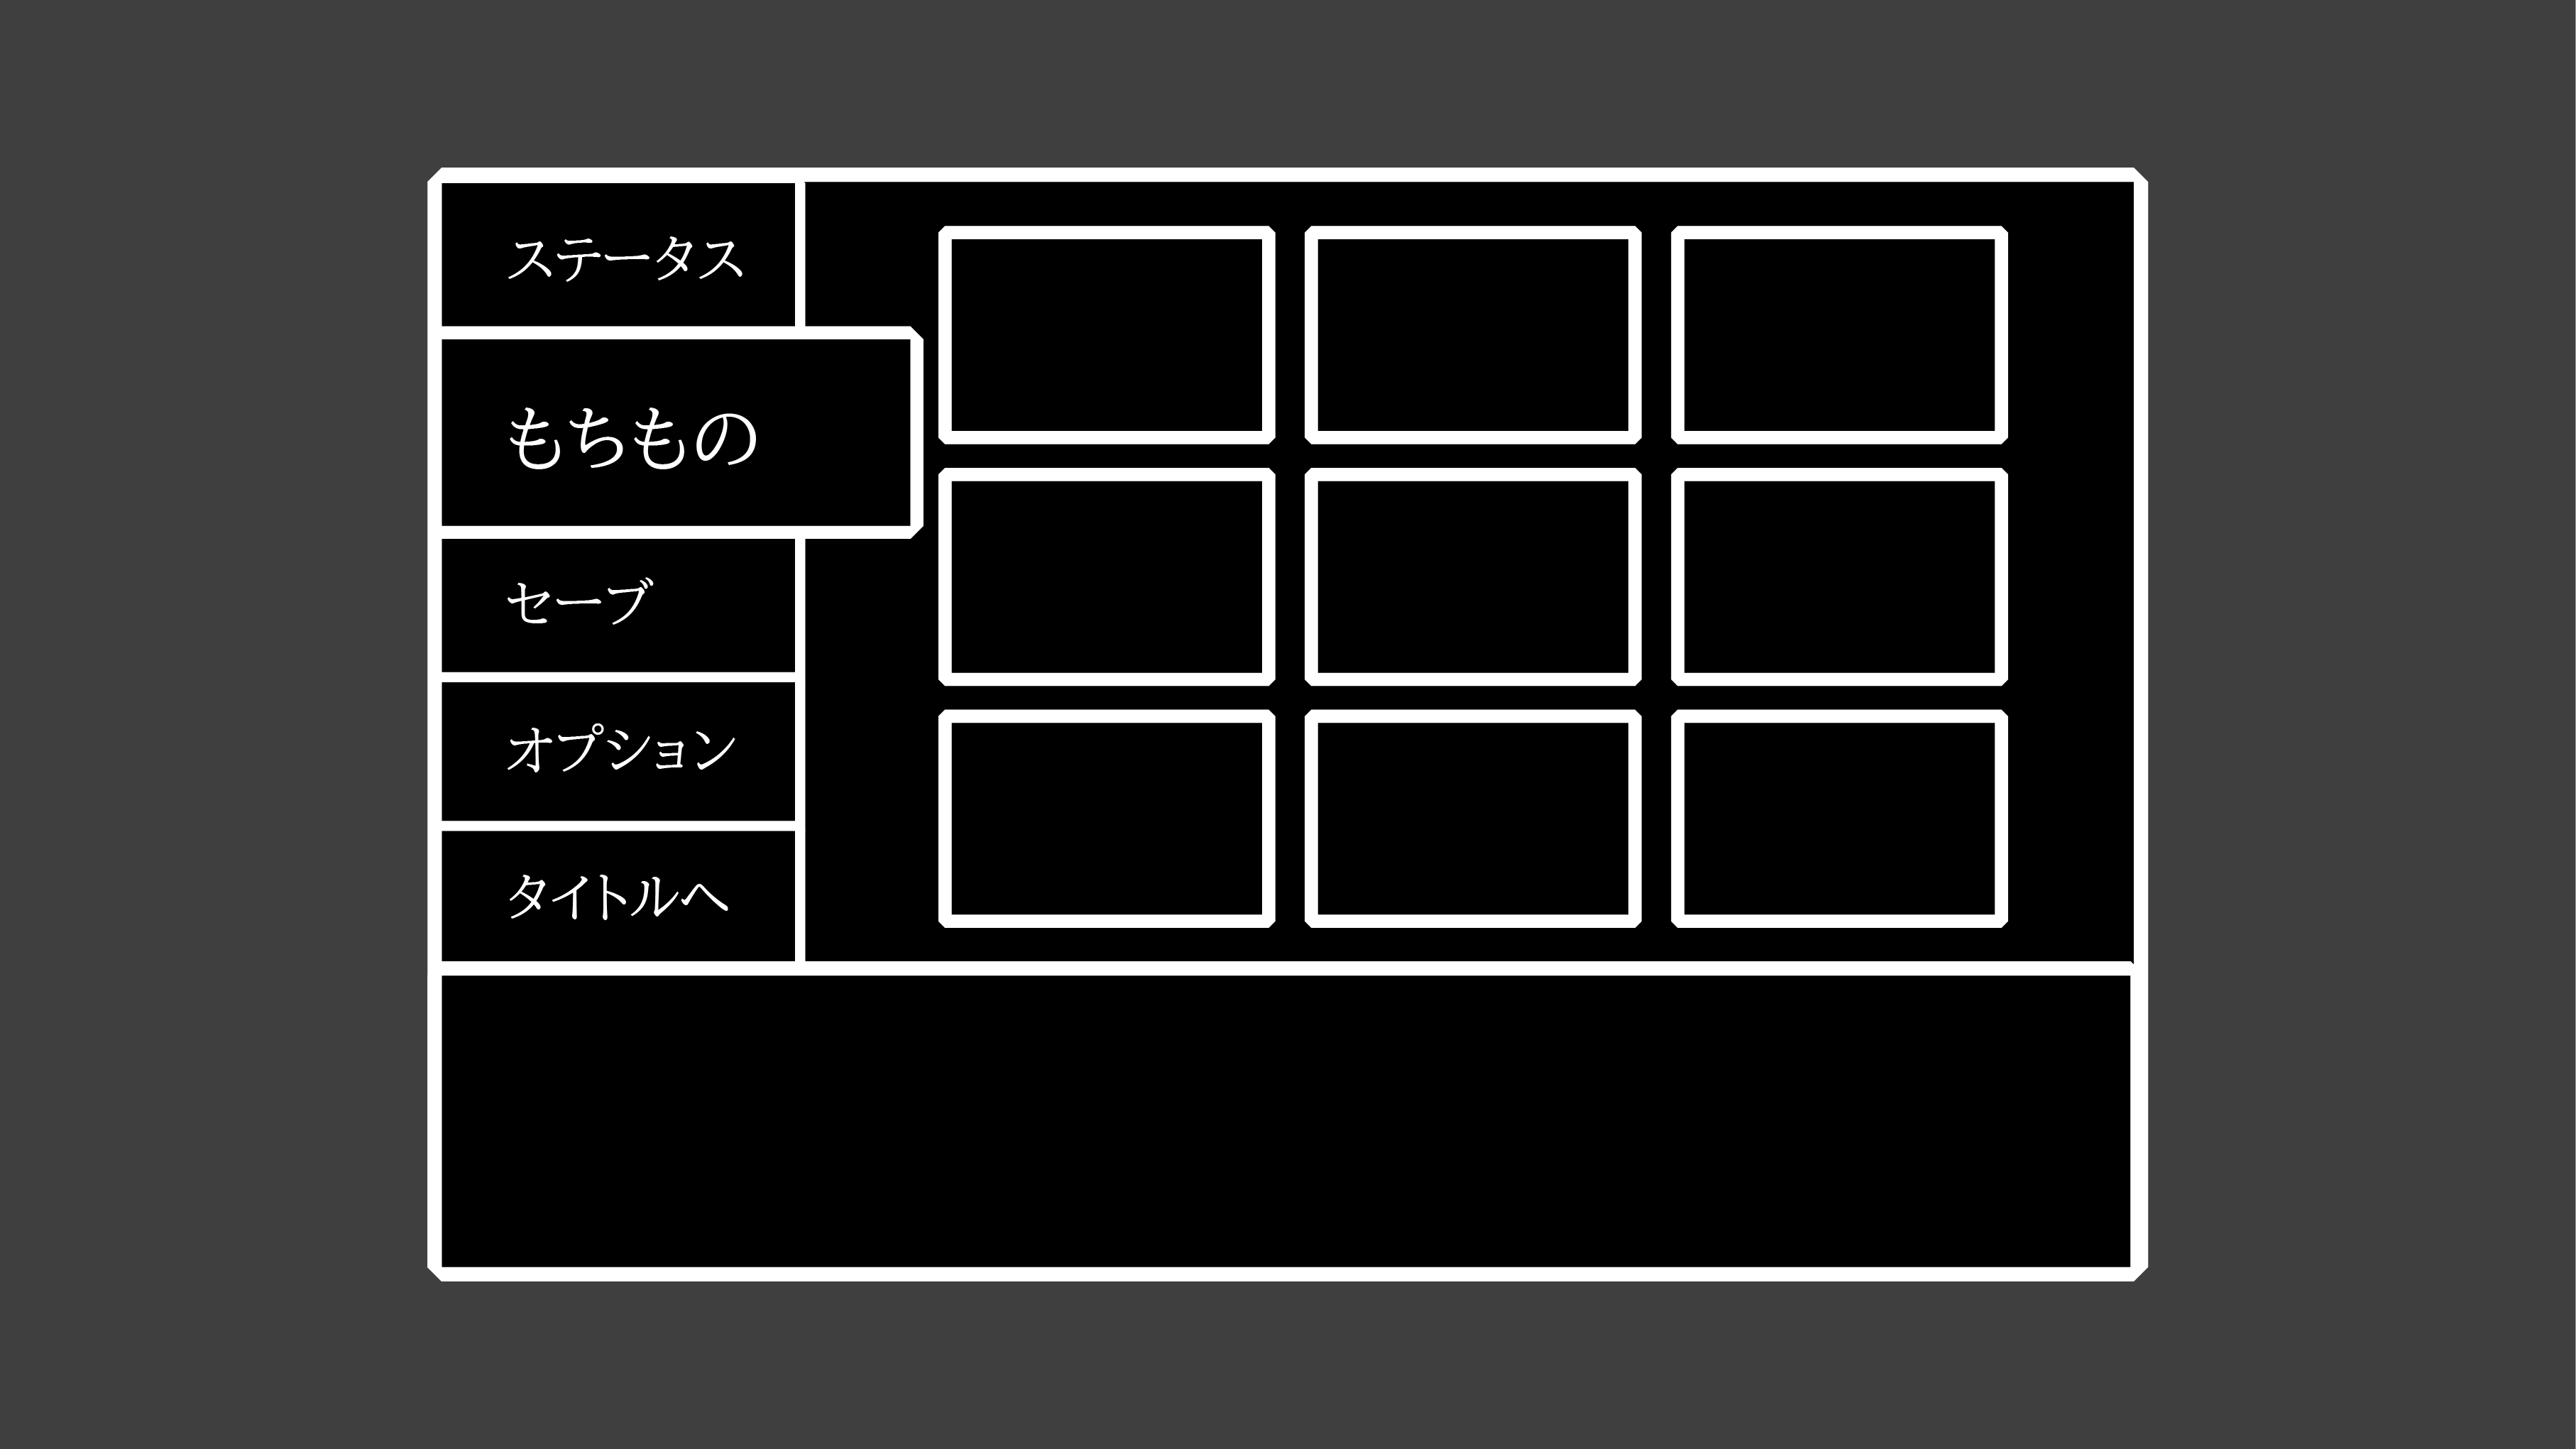 ステータス
もちもの
セーブ
オプション
タイトルへ